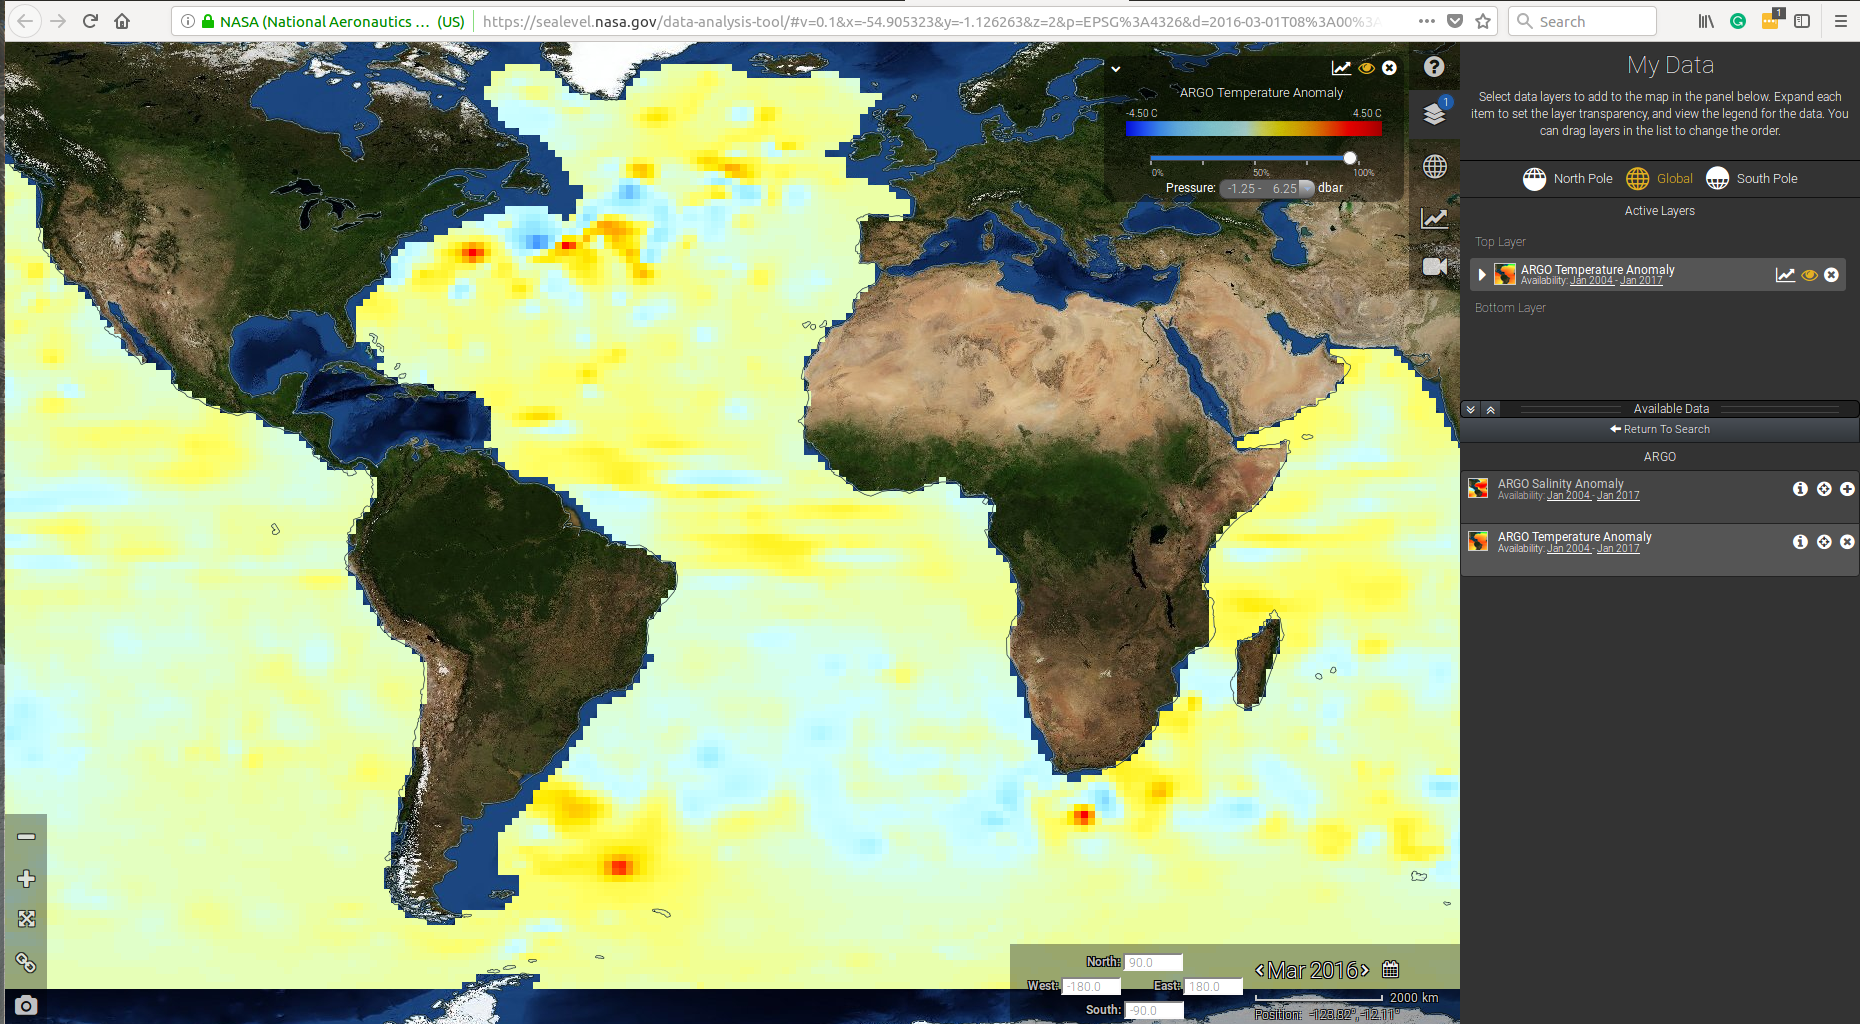 NASA (National Aeronautics ... (US)
https://sealevel.nasa.gov/data-analysis-tool/#v=0.1&x=-54.905323&y=-1.126263&z=2&p=EPSG%3A4326&d=2016-03-01T08%3A00%3
Search
1
ARGO Temperature Anomaly
-4.50 C 4.50 C
0% 50% 100%
Pressure: -1.25 - 6.25 dbar
?
1
My Data
Select data layers to add to the map in the panel below. Expand each
item to set the layer transparency, and view the legend for the data. You
can drag layers in the list to change the order.
North Pole Global South Pole
Active Layers
Top Layer
ARGO Temperature Anomaly
Availability: Jan 2004 - Jan 2017
Bottom Layer
Available Data
Return To Search
ARGO
ARGO Salinity Anomaly
Availability: Jan 2004 - Jan 2017
ARGO Temperature Anomaly
Availability: Jan 2004 - Jan 2017
North: 90.0
West: -180.0 East: 180.0
South: -90.0
Mar 2016
2000 km
Position: -123.82°, -12.11°